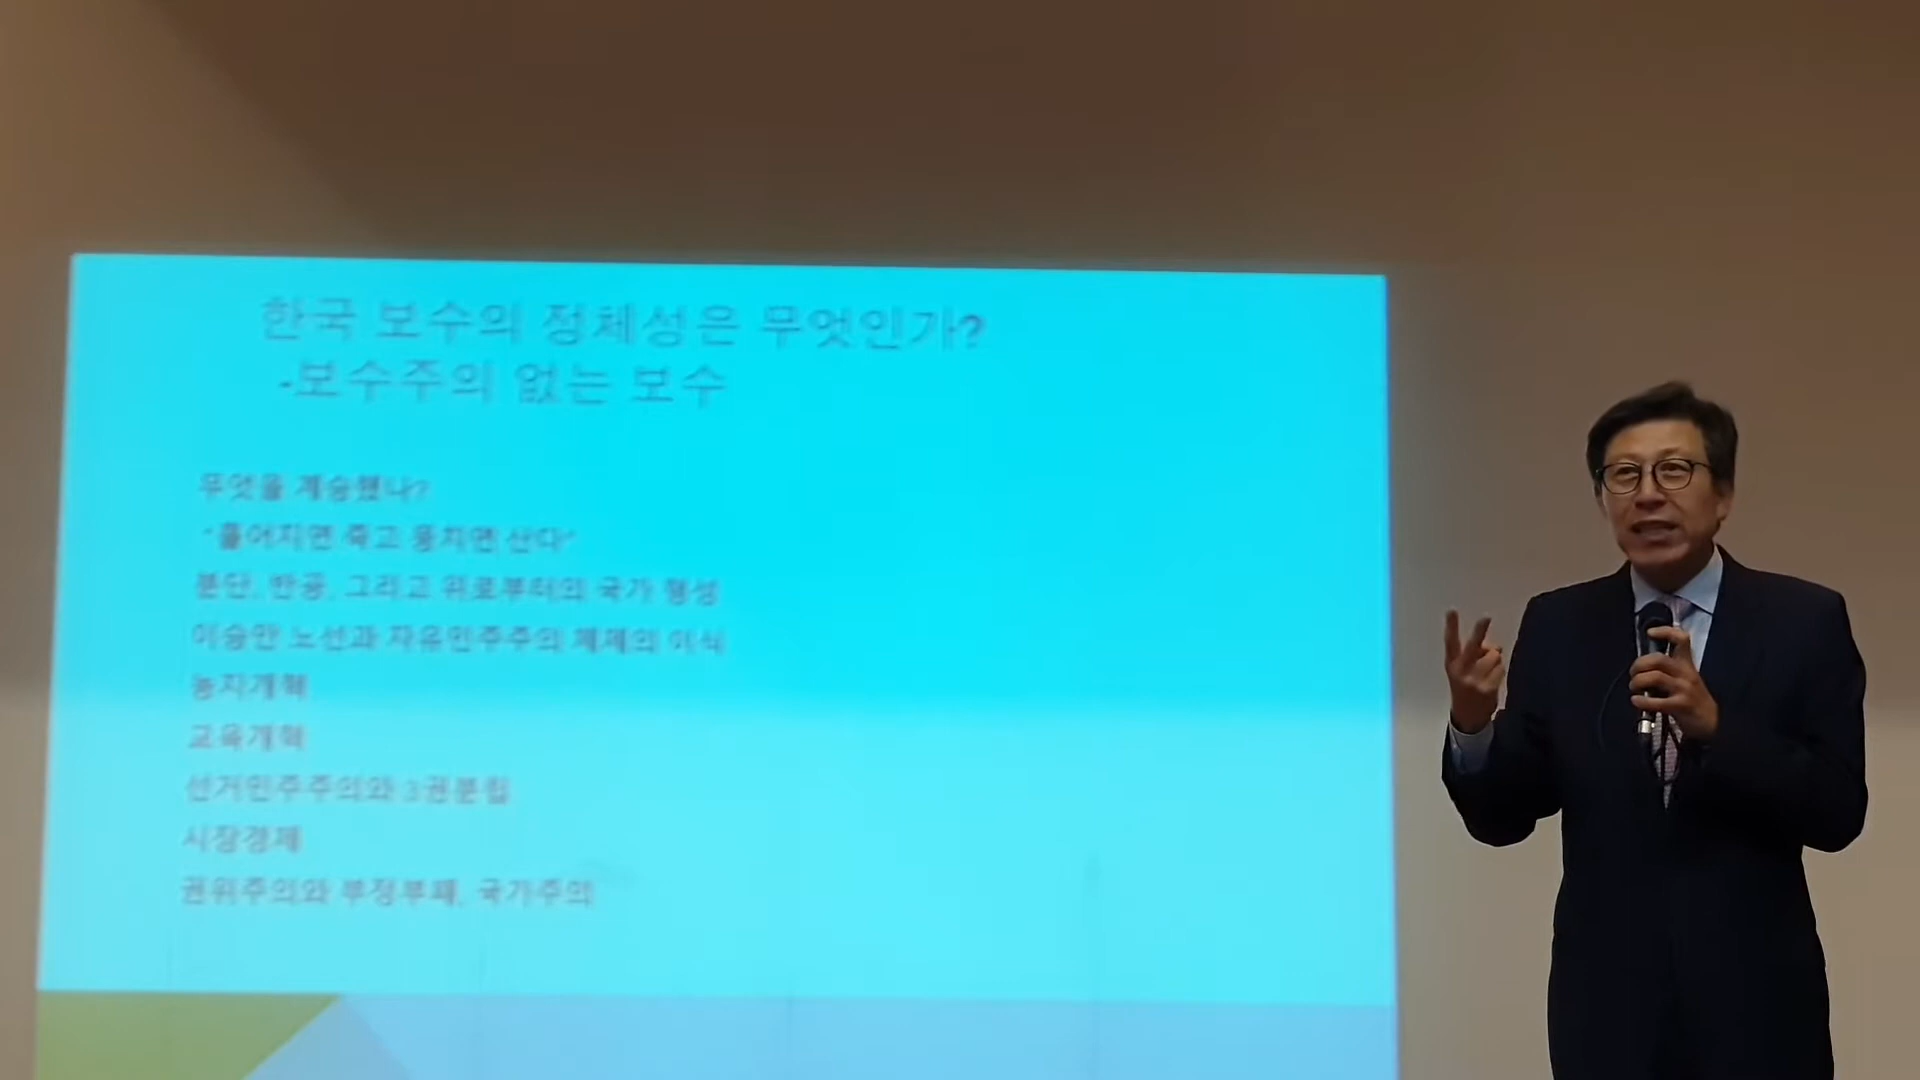 한국 보수의 정체성은 무엇인가?
-보수주의 없는 보수
무엇을 계승했나?
"흩어지면 죽고 뭉치면 산다"
분단, 반공, 그리고 위로부터의 국가 형성
이승만 노선과 자유민주주의 체제의 이식
농지개혁
교육개혁
선거민주주의와 3권분립
시장경제
권위주의와 부정부패, 국가주의